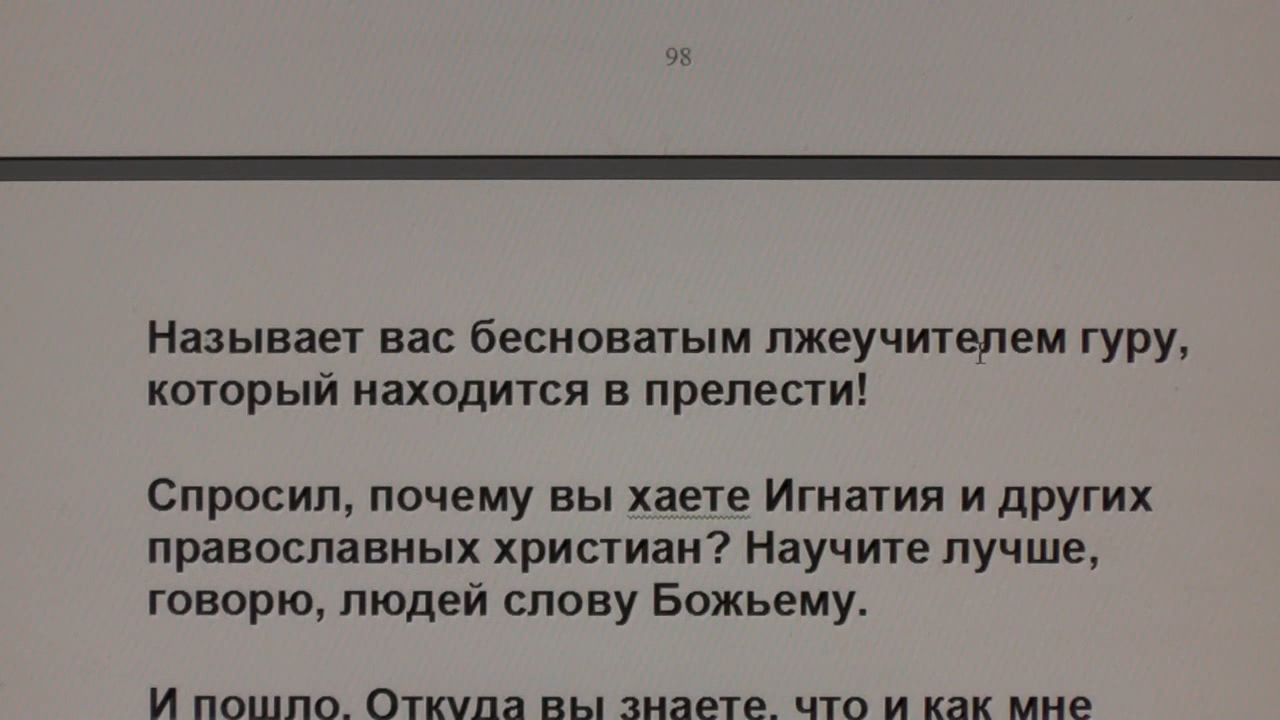 98
Называет вас бесноватым лжеучителем гуру,
который находится в прелести!
Спросил, почему вы хаете Игнатия и других
православных христиан? Научите лучше,
говорю, людей слову Божьему.
И пошло. Откуда вы знаете, что и как мне